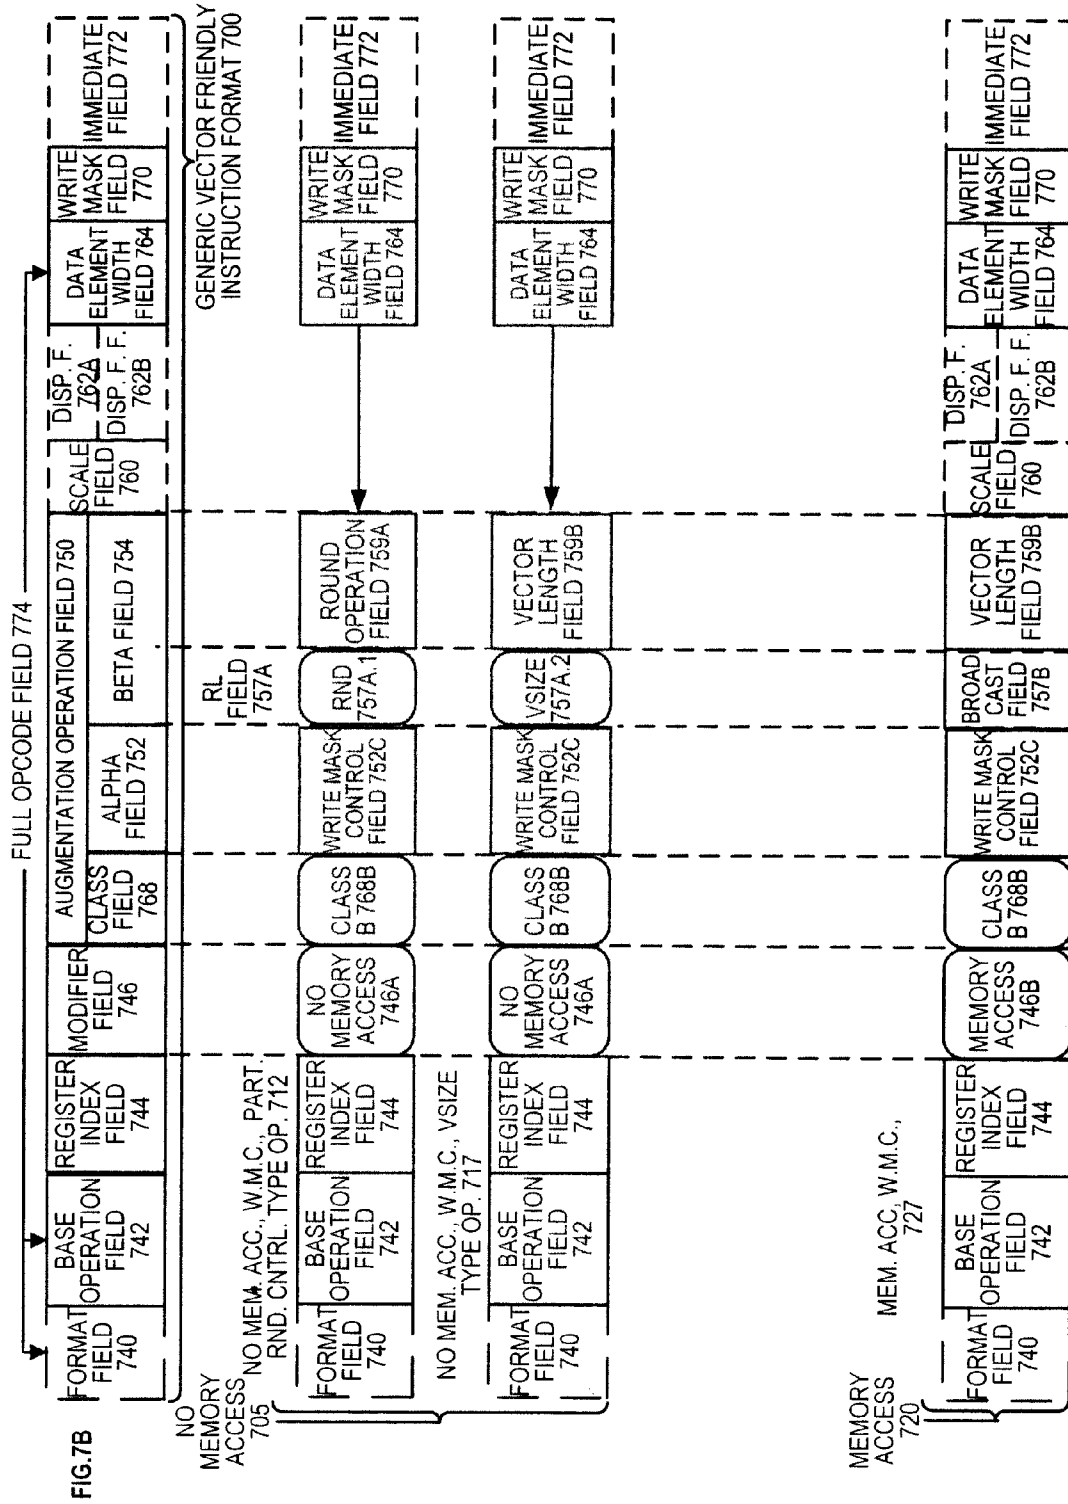 FIG.7B
FULL OPCODE FIELD 774
FORMAT
FIELD
740
BASE
OPERATION
FIELD
742
REGISTER
INDEX
FIELD
744
MODIFIER
FIELD
746
AUGMENTATION OPERATION FIELD 750
CLASS
FIELD
768
ALPHA
FIELD 752
BETA FIELD 754
SCALE
FIELD
760
DISP. F.
762A
DISP. F. F.
762B
DATA
ELEMENT
WIDTH
FIELD 764
WRITE
MASK
FIELD
770
IMMEDIATE
FIELD 772
GENERIC VECTOR FRIENDLY
INSTRUCTION FORMAT 700
NO
MEMORY
ACCESS
705
NO MEM. ACC., W.M.C., PART.
RND. CNTRL. TYPE OP. 712
RL
FIELD
757A
FORMAT
FIELD
740
BASE
OPERATION
FIELD
742
REGISTER
INDEX
FIELD
744
NO
MEMORY
ACCESS
746A
CLASS
B 768B
WRITE MASK
CONTROL
FIELD 752C
RND
757A.1
ROUND
OPERATION
FIELD 759A
DATA
ELEMENT
WIDTH
FIELD 764
WRITE
MASK
FIELD
770
IMMEDIATE
FIELD 772
NO MEM. ACC., W.M.C., VSIZE
TYPE OP. 717
FORMAT
FIELD
740
BASE
OPERATION
FIELD
742
REGISTER
INDEX
FIELD
744
NO
MEMORY
ACCESS
746A
CLASS
B 768B
WRITE MASK
CONTROL
FIELD 752C
VSIZE
757A.2
VECTOR
LENGTH
FIELD 759B
DATA
ELEMENT
WIDTH
FIELD 764
WRITE
MASK
FIELD
770
IMMEDIATE
FIELD 772
MEMORY
ACCESS
720
MEM. ACC, W.M.C.,
727
FORMAT
FIELD
740
BASE
OPERATION
FIELD
742
REGISTER
INDEX
FIELD
744
MEMORY
ACCESS
746B
CLASS
B 768B
WRITE MASK
CONTROL
FIELD 752C
BROAD
CAST
FIELD
757B
VECTOR
LENGTH
FIELD 759B
SCALE
FIELD
760
DISP. F.
762A
DISP. F. F.
762B
DATA
ELEMENT
WIDTH
FIELD 764
WRITE
MASK
FIELD
770
IMMEDIATE
FIELD 772